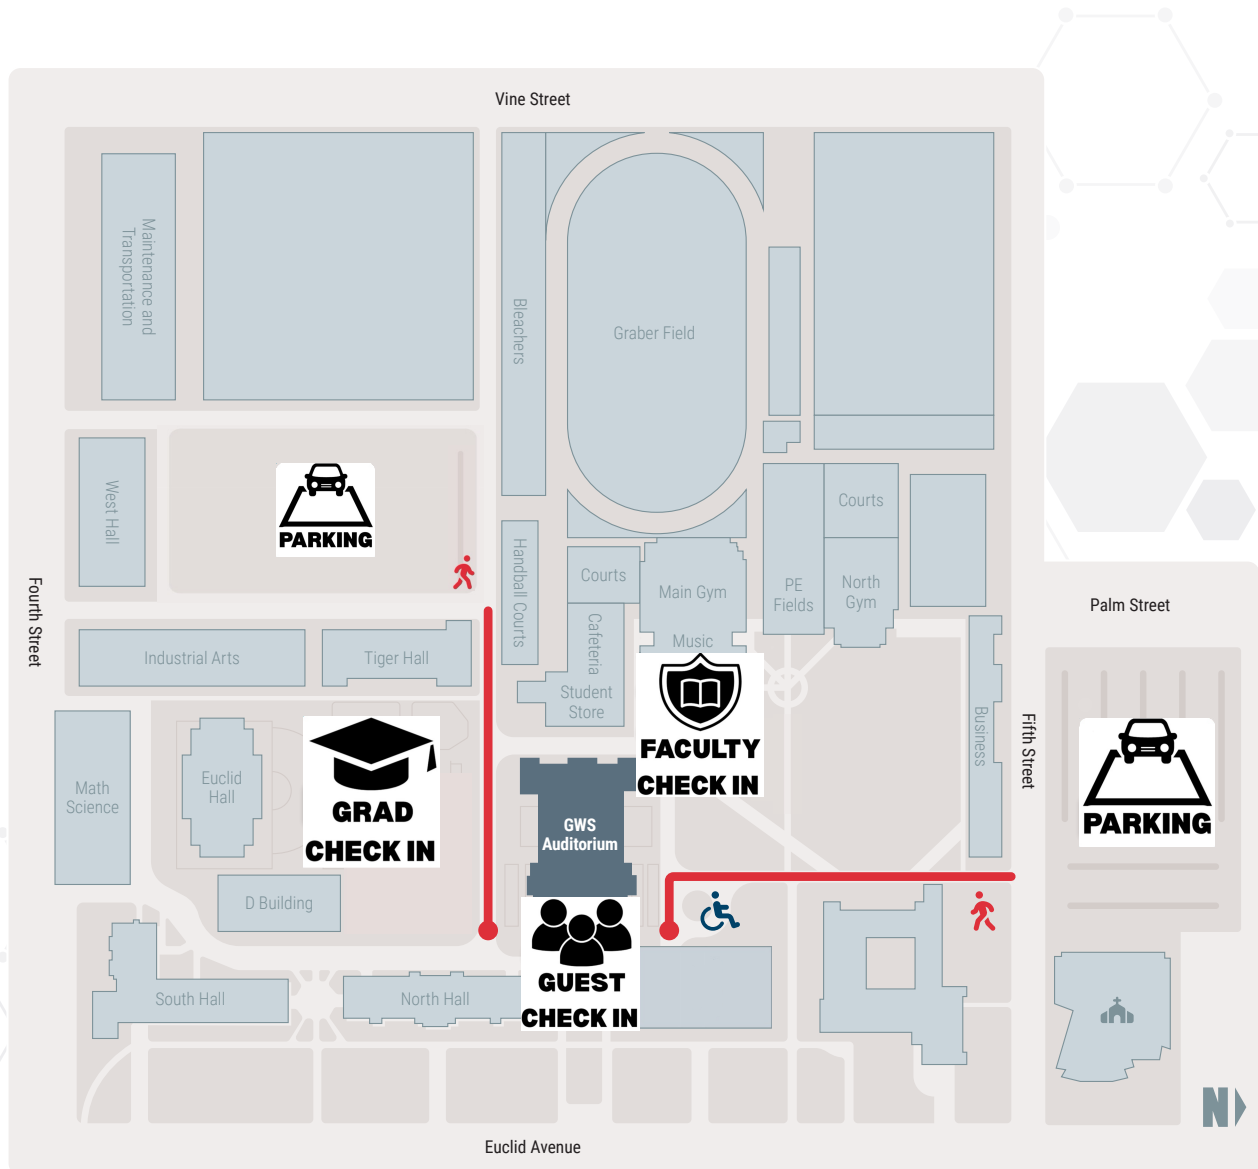 Vine Street
Maintenance and
Transportation
Bleachers
Graber Field
West Hall
PARKING
Courts
Handball Courts
Courts
Main Gym
PE
Fields
North
Gym
Fourth Street
Palm Street
Industrial Arts
Tiger Hall
Cafeteria
Music
Student
Store
FACULTY
CHECK IN
Business
Fifth Street
Math
Science
Euclid
Hall
GRAD
CHECK IN
GWS
Auditorium
PARKING
D Building
South Hall
North Hall
GUEST
CHECK IN
N
Euclid Avenue